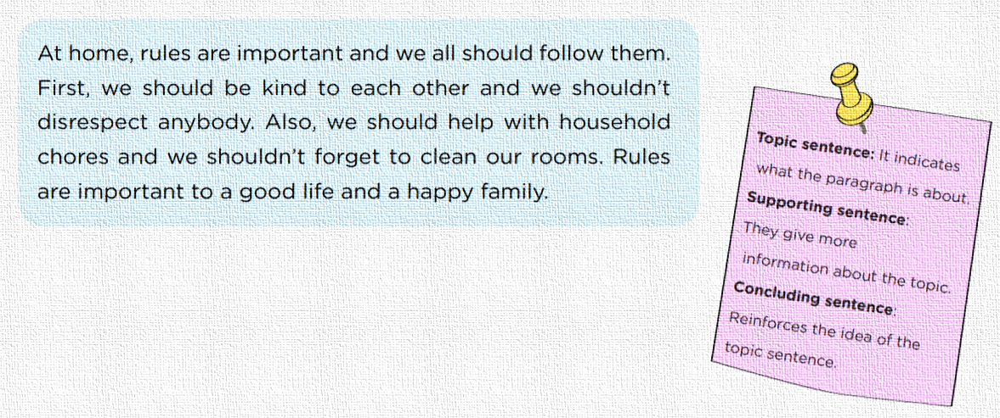 At home, rules are important and we all should follow them.
First, we should be kind to each other and we shouldn't
disrespect anybody. Also, we should help with household
chores and we shouldn't forget to clean our rooms. Rules
are important to a good life and a happy family.
Topic sentence: It indicates
what the paragraph is about.
Supporting sentence:
They give more
information about the topic.
Concluding sentence:
Reinforces the idea of the
topic sentence.